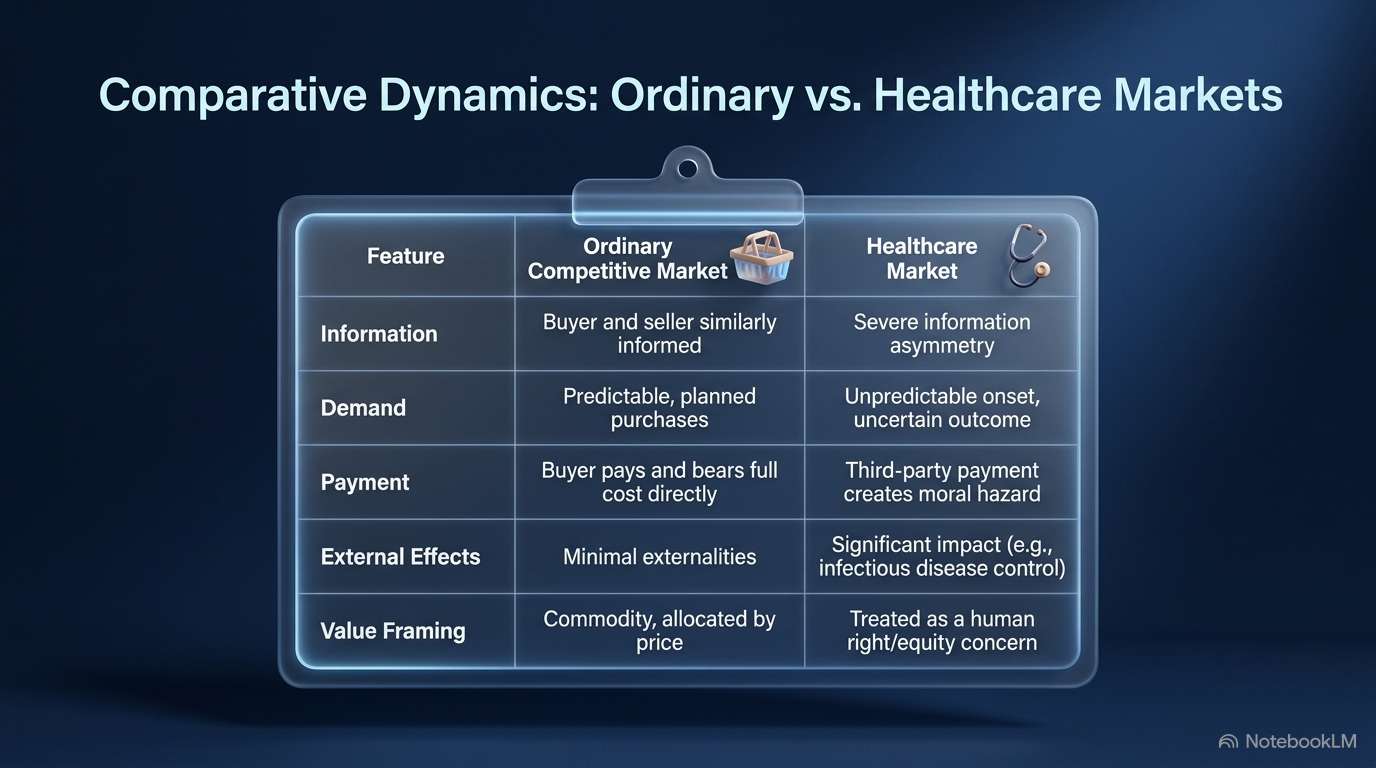 Comparative Dynamics: Ordinary vs. Healthcare Markets
Feature
Ordinary
Competitive Market
Healthcare
Market
Information
Buyer and seller similarly
informed
Severe information
asymmetry
Demand
Predictable, planned
purchases
Unpredictable onset,
uncertain outcome
Payment
Buyer pays and bears full
cost directly
Third-party payment
creates moral hazard
External Effects
Minimal externalities
Significant impact (e.g.,
infectious disease control)
Value Framing
Commodity, allocated by
price
Treated as a human
right/equity concern
NotebookLM